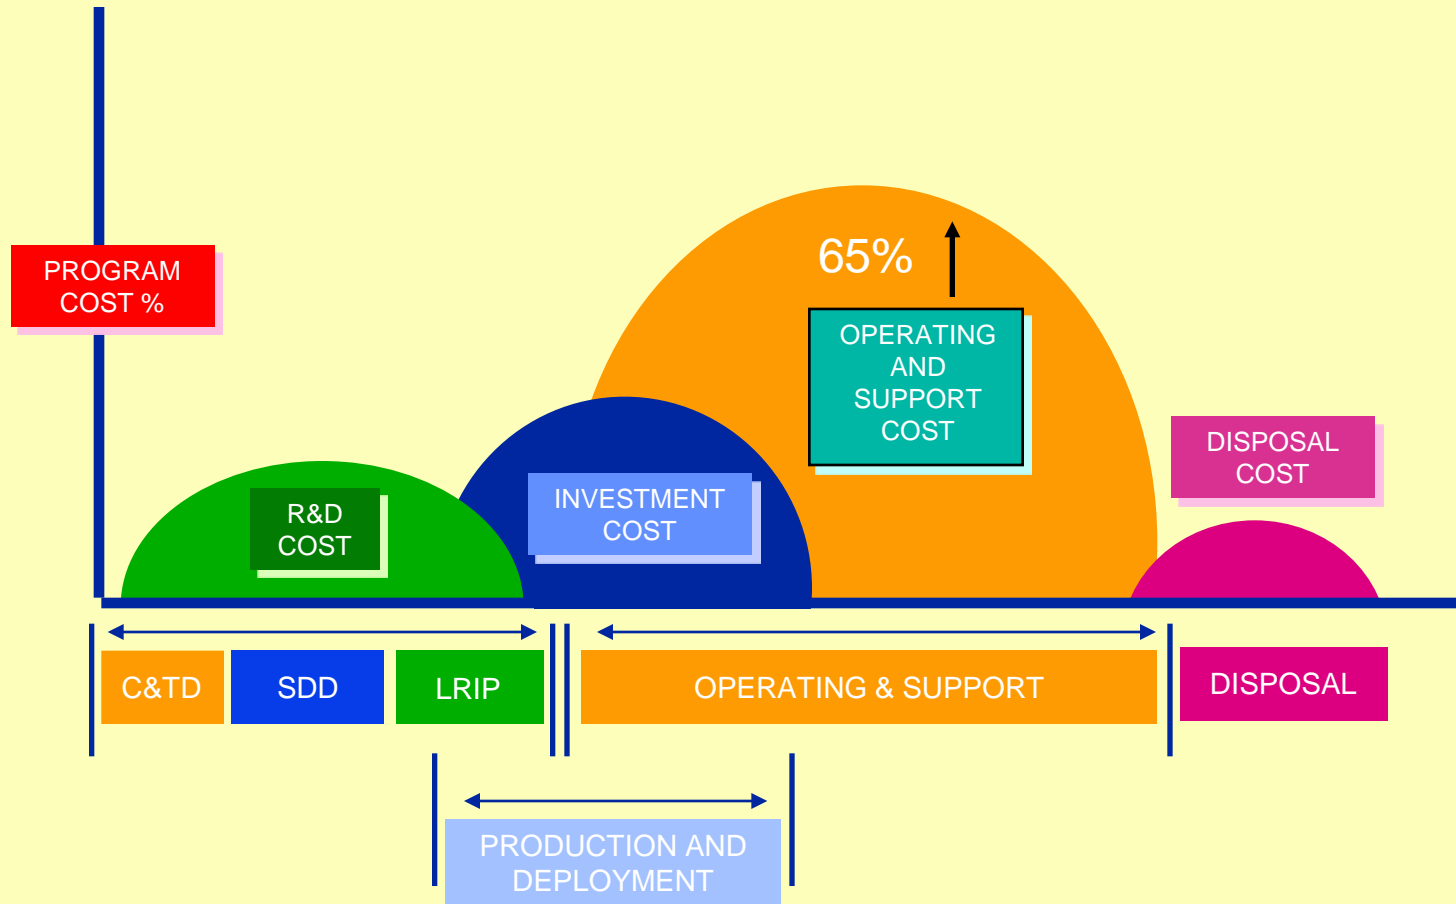 65%
PROGRAM
COST %
OPERATING
AND
SUPPORT
COST
DISPOSAL
COST
INVESTMENT
COST
R&D
COST
C&TD
SDD
LRIP
OPERATING & SUPPORT
DISPOSAL
PRODUCTION AND
DEPLOYMENT